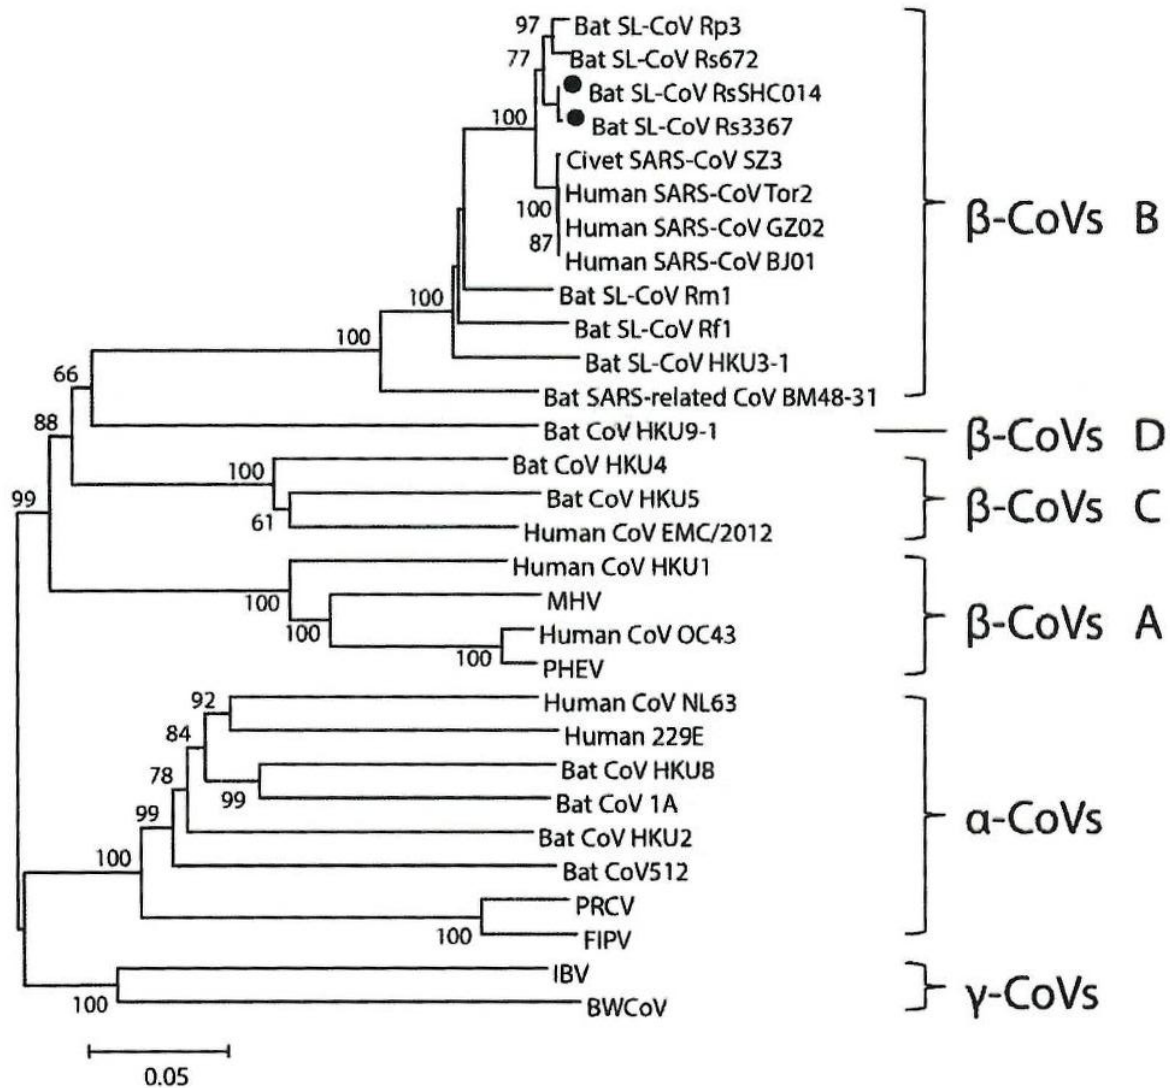 97
Bat SL-CoV Rp3
77
Bat SL-CoV Rs672
Bat SL-CoV RsSHC014
100
Bat SL-CoV Rs3367
Civet SARS-CoV SZ3
Human SARS-CoV Tor2
100
β-CoVs B
Human SARS-CoV GZ02
87
Human SARS-CoV BJ01
100
Bat SL-CoV Rm1
Bat SL-CoV Rf1
100
Bat SL-CoV HKU3-1
66
Bat SARS-related CoV BM48-31
88
Bat CoV HKU9-1
β-CoVs D
100
Bat CoV HKU4
99
Bat CoV HKU5
β-CoVs C
61
Human CoV EMC/2012
Human CoV HKU1
100
MHV
β-CoVs A
100
Human CoV OC43
100
PHEV
92
Human CoV NL63
84
Human 229E
78
Bat CoV HKU8
99
Bat CoV 1A
99
α-CoVs
Bat CoV HKU2
100
Bat CoV512
PRCV
100
FIPV
IBV
γ-CoVs
100
BWCoV
0.05